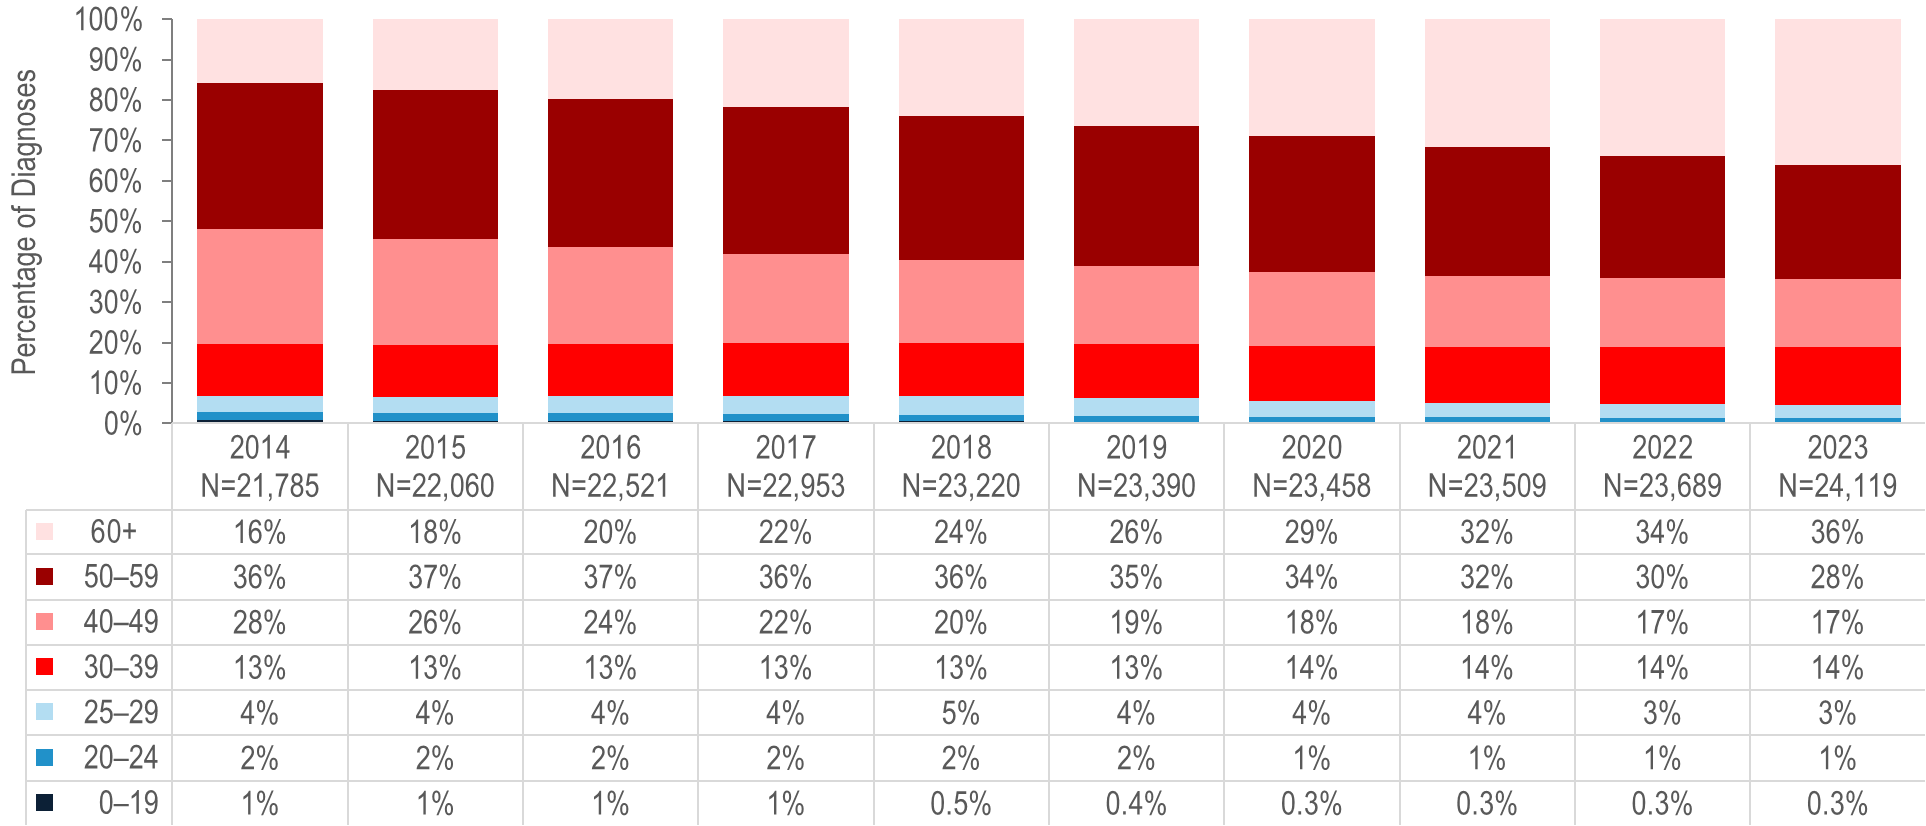 Percentage of Diagnoses
100%
90%
80%
70%
60%
50%
40%
30%
20%
10%
0%
2014 2015 2016 2017 2018 2019 2020 2021 2022 2023
N=21,785 N=22,060 N=22,521 N=22,953 N=23,220 N=23,390 N=23,458 N=23,509 N=23,689 N=24,119
60+ 16% 18% 20% 22% 24% 26% 29% 32% 34% 36%
50–59 36% 37% 37% 36% 36% 35% 34% 32% 30% 28%
40–49 28% 26% 24% 22% 20% 19% 18% 18% 17% 17%
30–39 13% 13% 13% 13% 13% 13% 14% 14% 14% 14%
25–29 4% 4% 4% 4% 5% 4% 4% 4% 3% 3%
20–24 2% 2% 2% 2% 2% 2% 1% 1% 1% 1%
0–19 1% 1% 1% 1% 0.5% 0.4% 0.3% 0.3% 0.3% 0.3%